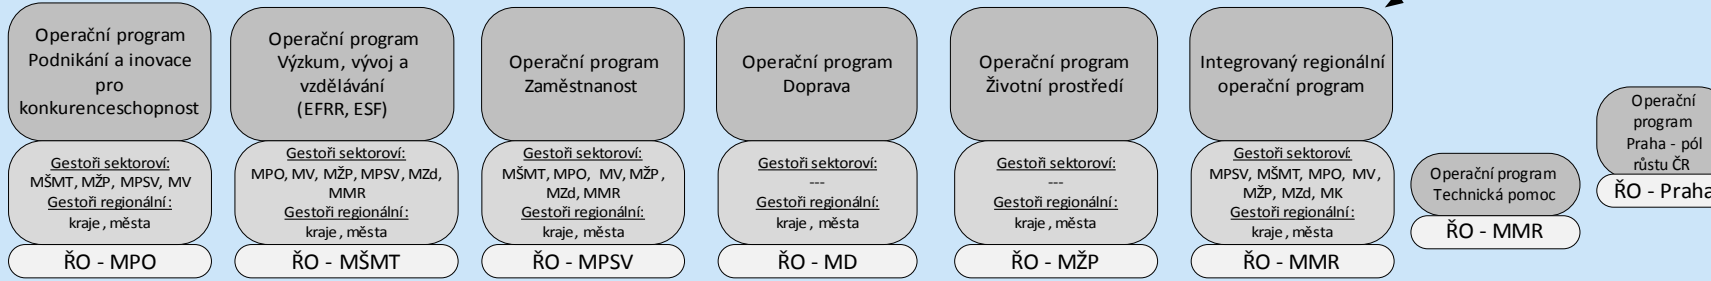 Operační program
Podnikání a inovace
pro
konkurenceschopnost
Gestoři sektoroví:
MŠMT, MŽP, MPSV, MV
Gestoři regionální:
kraje, města
ŘO - MPO
Operační program
Výzkum, vývoj a
vzdělávání
(EFRR, ESF)
Gestoři sektoroví:
MPO, MV, MŽP, MPSV, MZd,
MMR
Gestoři regionální:
kraje, města
ŘO - MŠMT
Operační program
Zaměstnanost
Gestoři sektoroví:
MŠMT, MPO, MV, MŽP,
MZd, MMR
Gestoři regionální:
kraje, města
ŘO - MPSV
Operační program
Doprava
Gestoři sektoroví:
---
Gestoři regionální:
kraje, města
ŘO - MD
Operační program
Životní prostředí
Gestoři sektoroví:
---
Gestoři regionální:
kraje, města
ŘO - MŽP
Integrovaný regionální
operační program
Gestoři sektoroví:
MPSV, MŠMT, MPO, MV,
MŽP, MZd, MK
Gestoři regionální:
kraje, města
ŘO - MMR
Operační program
Technická pomoc
ŘO - MMR
Operační
program
Praha - pól
růstu ČR
ŘO - Praha